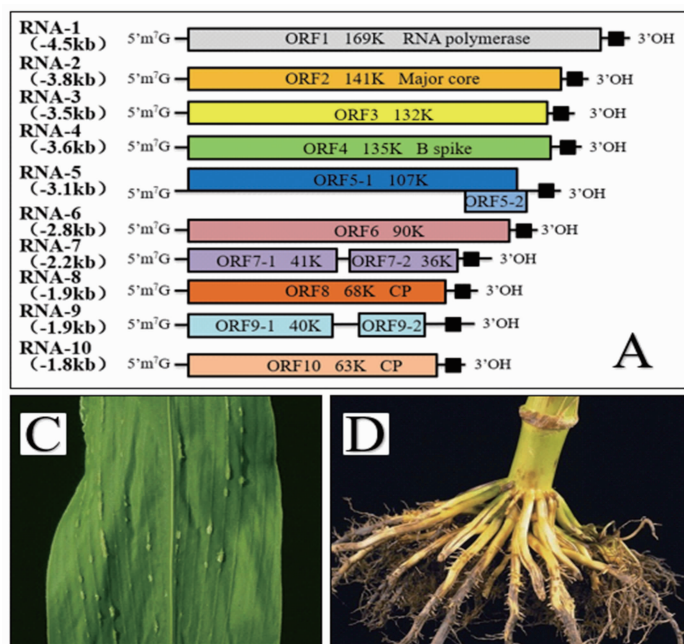 RNA-1
(-4.5kb) 5'm⁷G ORF1 169K RNA polymerase 3'OH
RNA-2
(-3.8kb) 5'm⁷G ORF2 141K Major core 3'OH
RNA-3
(-3.5kb) 5'm⁷G ORF3 132K 3'OH
RNA-4
(-3.6kb) 5'm⁷G ORF4 135K B spike 3'OH
RNA-5
(-3.1kb) 5'm⁷G ORF5-1 107K 3'OH
ORF5-2
RNA-6
(-2.8kb) 5'm⁷G ORF6 90K 3'OH
RNA-7
(-2.2kb) 5'm⁷G ORF7-1 41K ORF7-2 36K 3'OH
RNA-8
(-1.9kb) 5'm⁷G ORF8 68K CP 3'OH
RNA-9
(-1.9kb) 5'm⁷G ORF9-1 40K ORF9-2 3'OH
RNA-10
(-1.8kb) 5'm⁷G ORF10 63K CP 3'OH
A
C
D